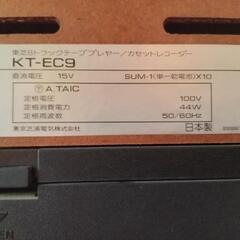 東芝8トラックテーププレヤー/カセットレコーダー
KT-EC9
直流電圧 15V SUM-1(単一乾電池)X10
〒 A.TAIC
定格電圧 100V
定格消費電力 44W
定格周波数 50/60Hz
東京芝浦電気株式会社 日本製